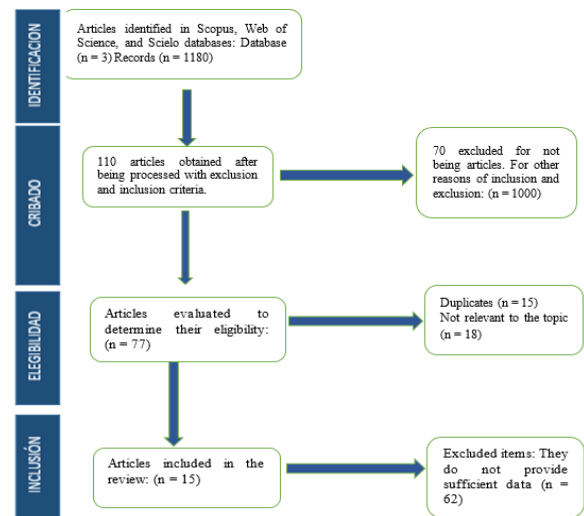 IDENTIFICACION
Articles identified in Scopus, Web of
Science, and Scielo databases: Database
(n = 3) Records (n = 1180)
CRIBADO
110 articles obtained after
being processed with exclusion
and inclusion criteria.
70 excluded for not
being articles. For other
reasons of inclusion and
exclusion: (n = 1000)
ELEGIBILIDAD
Articles evaluated to
determine their eligibility:
(n = 77)
Duplicates (n = 15)
Not relevant to the topic
(n = 18)
INCLUSIÓN
Articles included in the
review: (n = 15)
Excluded items: They
do not provide
sufficient data (n =
62)